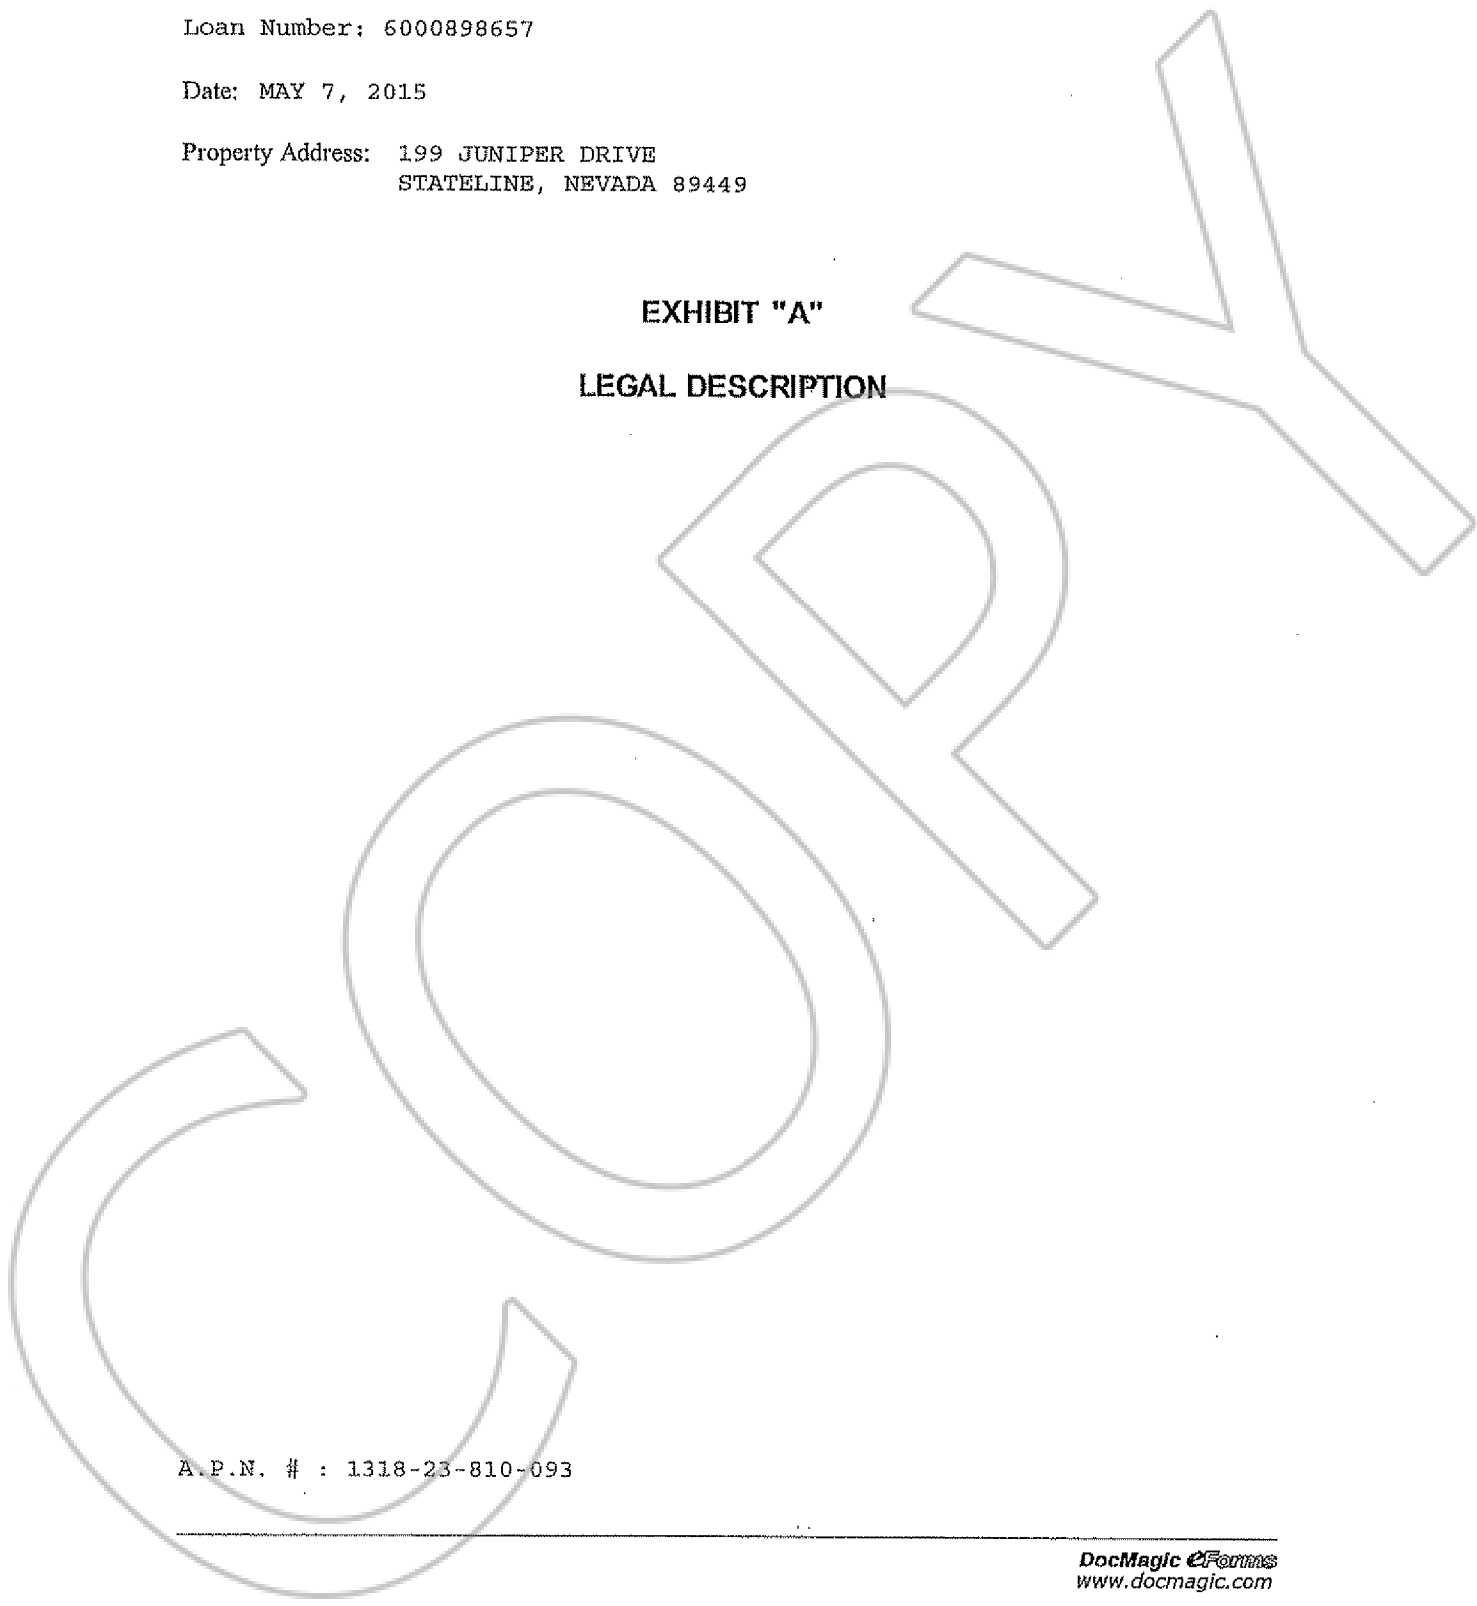 Loan Number: 6000898657
Date: MAY 7, 2015
Property Address: 199 JUNIPER DRIVE
STATELINE, NEVADA 89449
EXHIBIT "A"
LEGAL DESCRIPTION
COPY
A.P.N. # : 1318-23-810-093
DocMagic eForms
www.docmagic.com